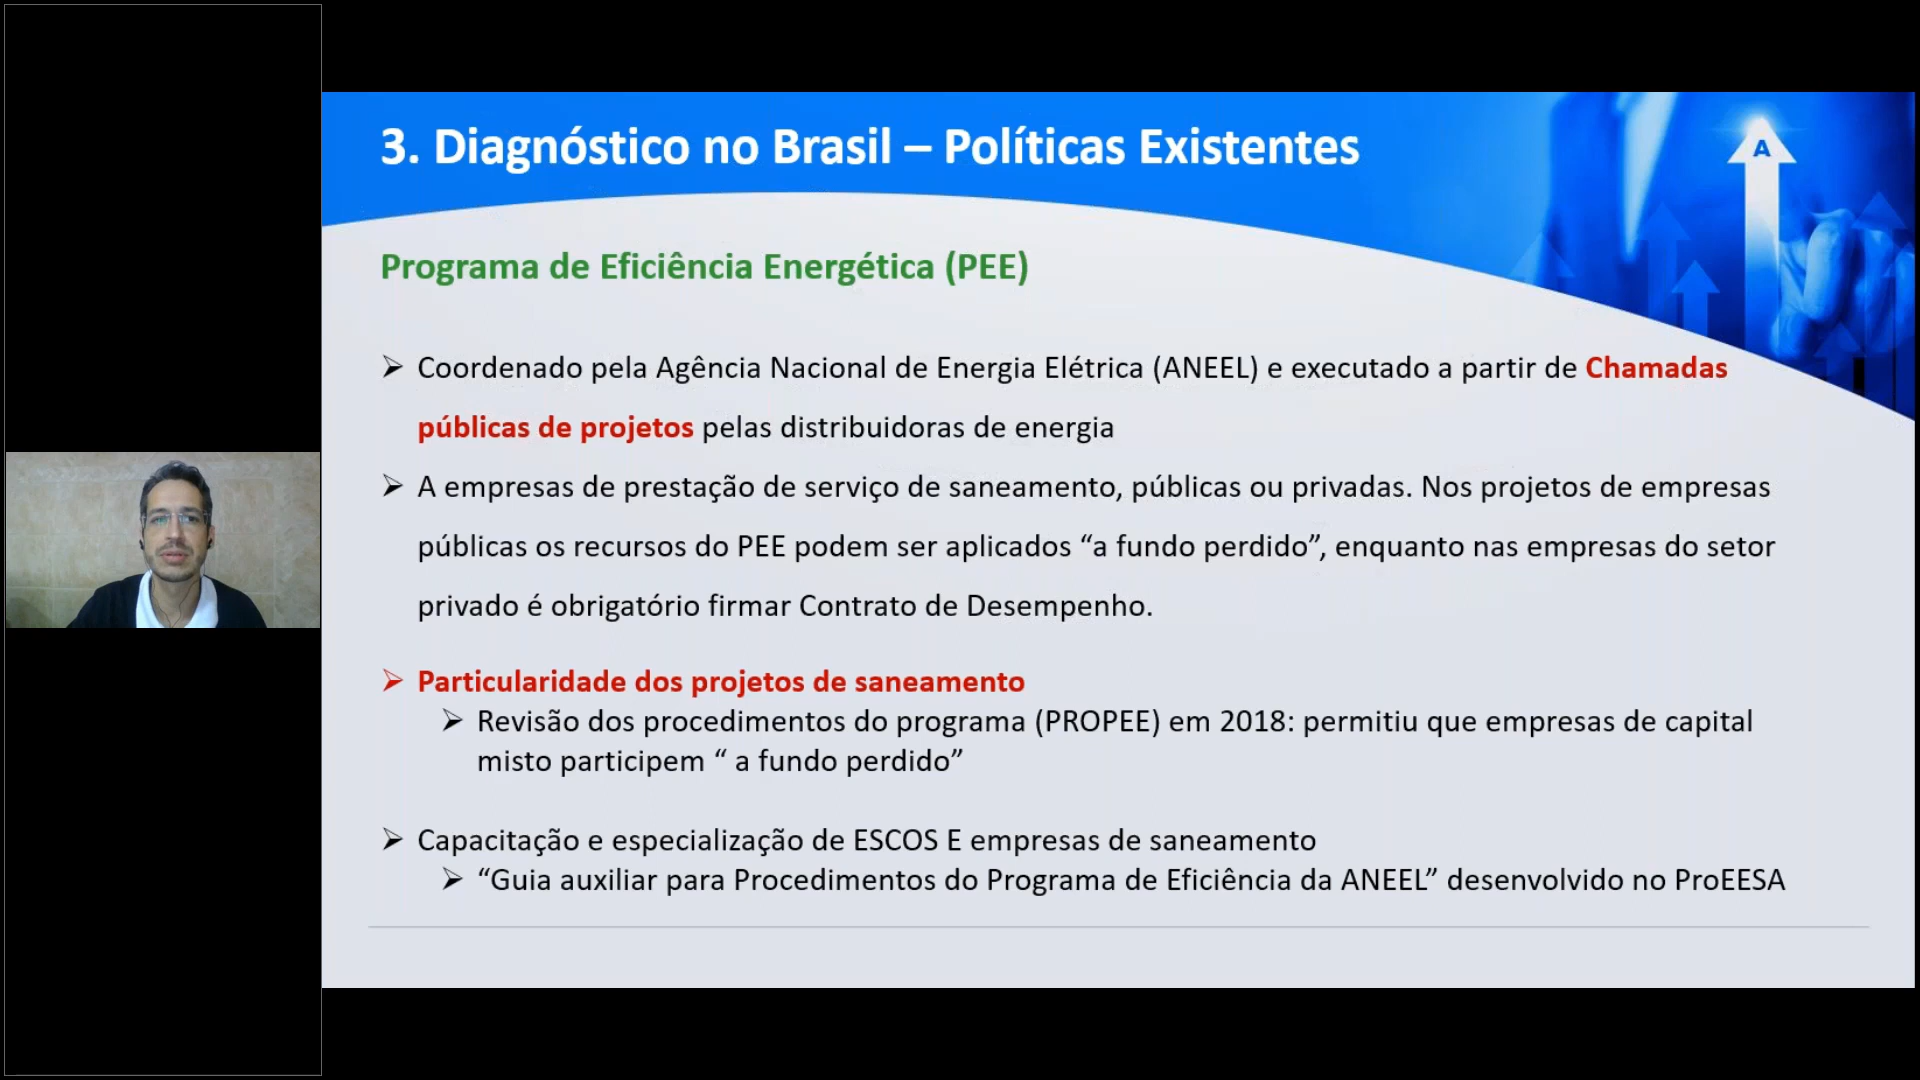 3. Diagnóstico no Brasil – Políticas Existentes
A
Programa de Eficiência Energética (PEE)
➢ Coordenado pela Agência Nacional de Energia Elétrica (ANEEL) e executado a partir de Chamadas
públicas de projetos pelas distribuidoras de energia
➢ A empresas de prestação de serviço de saneamento, públicas ou privadas. Nos projetos de empresas
públicas os recursos do PEE podem ser aplicados “a fundo perdido”, enquanto nas empresas do setor
privado é obrigatório firmar Contrato de Desempenho.
➢ Particularidade dos projetos de saneamento
➢ Revisão dos procedimentos do programa (PROPEE) em 2018: permitiu que empresas de capital
misto participem “ a fundo perdido”
➢ Capacitação e especialização de ESCOS E empresas de saneamento
➢ “Guia auxiliar para Procedimentos do Programa de Eficiência da ANEEL” desenvolvido no ProEESA